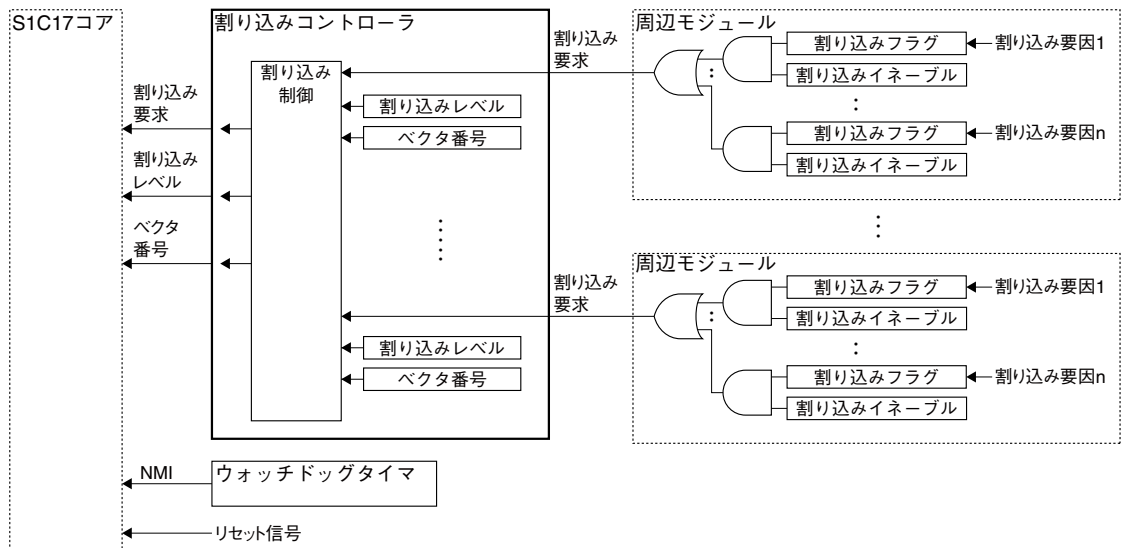 S1C17コア
割り込みコントローラ
周辺モジュール
割り込み
要求
割り込みフラグ
割り込み要因1
割り込みイネーブル
:
:
割り込みフラグ
割り込み要因n
割り込みイネーブル
割り込み
制御
割り込みレベル
ベクタ番号
割り込み
要求
割り込み
レベル
ベクタ
番号
周辺モジュール
割り込み
要求
割り込みフラグ
割り込み要因1
割り込みイネーブル
:
:
割り込みフラグ
割り込み要因n
割り込みイネーブル
割り込みレベル
ベクタ番号
NMI
ウォッチドッグタイマ
リセット信号